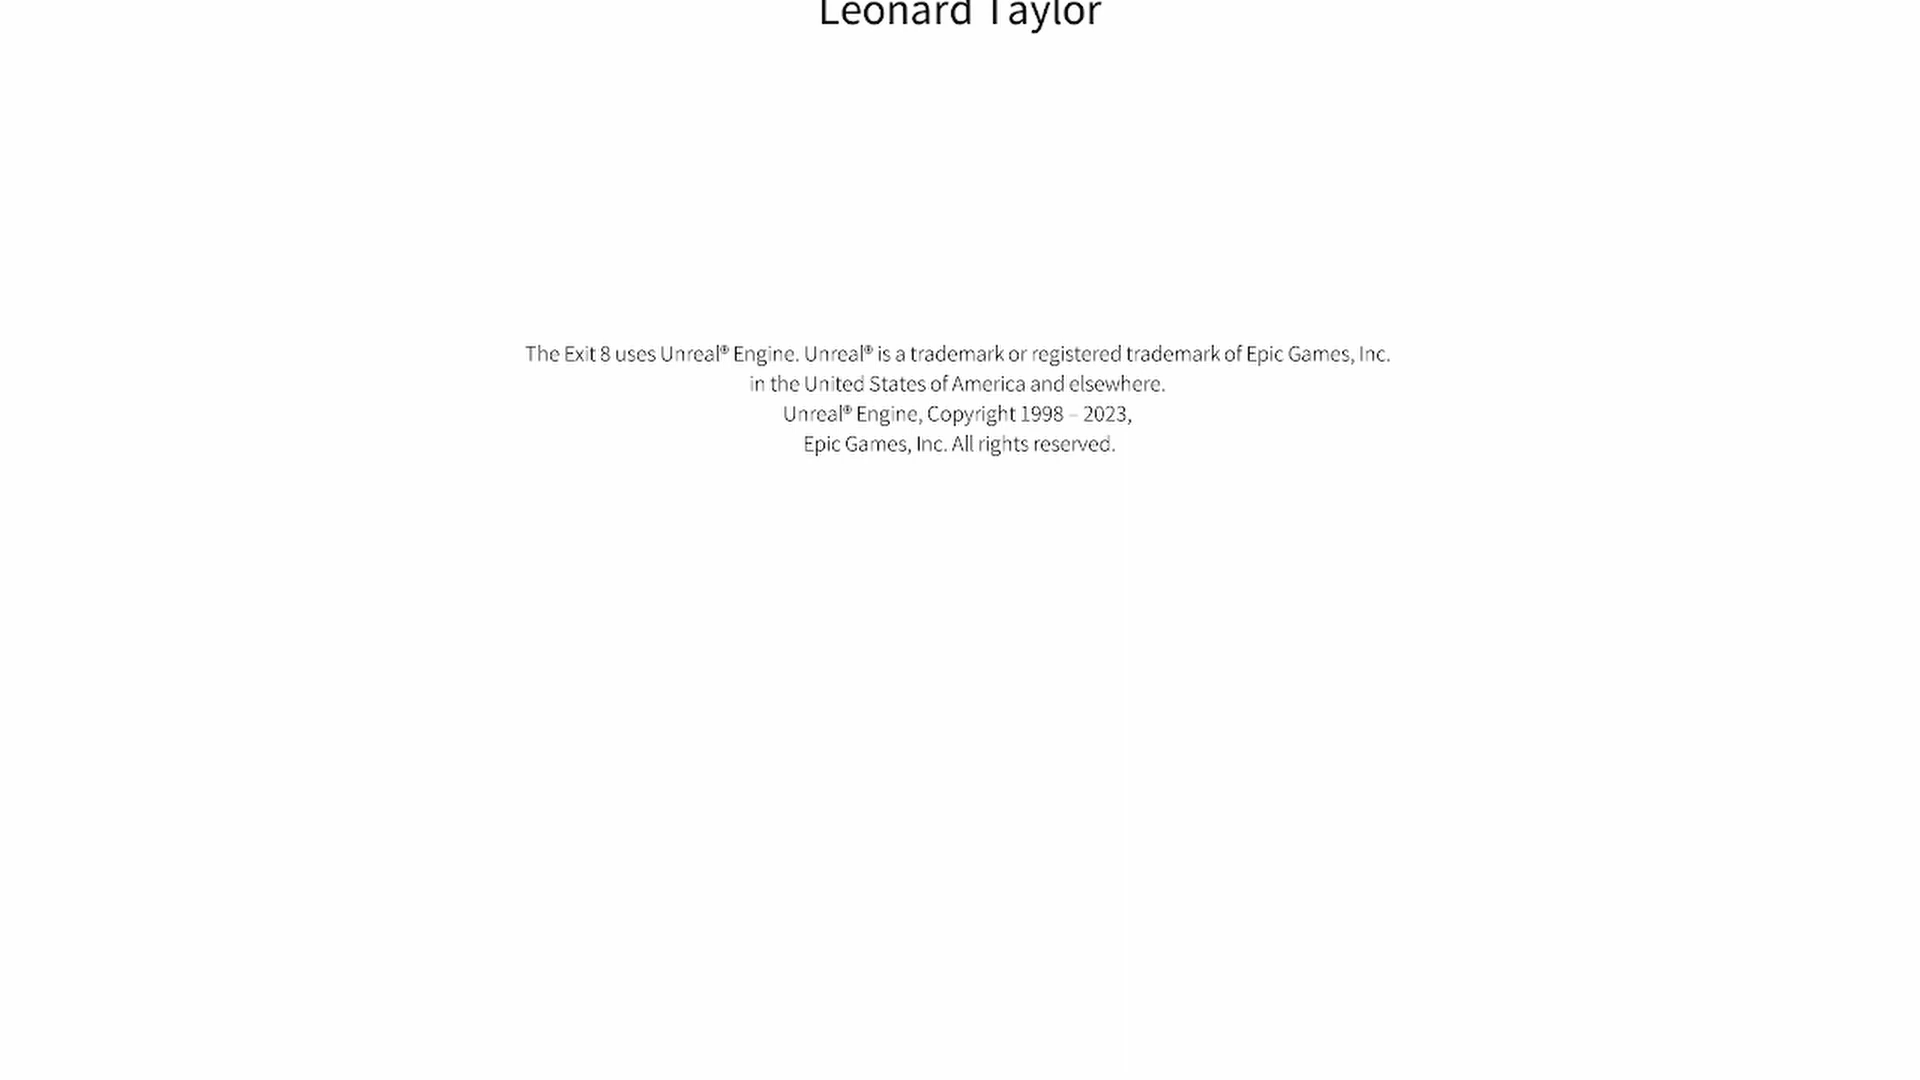 Leonard Taylor
The Exit 8 uses Unreal® Engine. Unreal® is a trademark or registered trademark of Epic Games, Inc.
in the United States of America and elsewhere.
Unreal® Engine, Copyright 1998 – 2023,
Epic Games, Inc. All rights reserved.